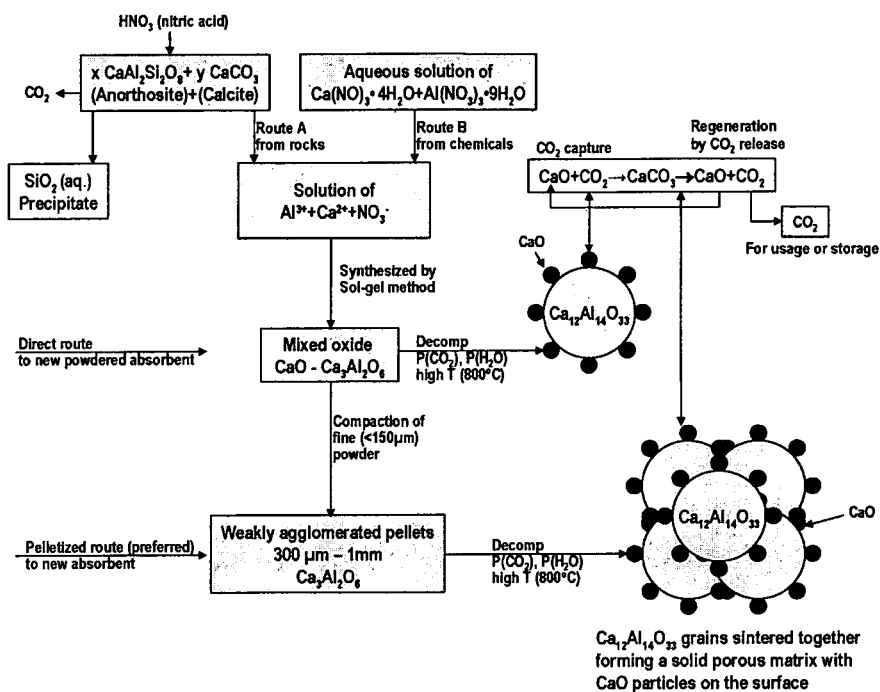 HNO₃ (nitric acid)
x CaAl₂Si₂O₈+ y CaCO₃
(Anorthosite)+(Calcite)
CO₂
Aqueous solution of
Ca(NO)₃• 4H₂O+Al(NO₃)₃•9H₂O
Route A
from rocks
Route B
from chemicals
SiO₂ (aq.)
Precipitate
Solution of
Al³⁺+Ca²⁺+NO₃⁻
CO₂ capture
Regeneration
by CO₂ release
CaO+CO₂→CaCO₃→CaO+CO₂
CO₂
For usage or storage
Synthesized by
Sol-gel method
CaO
Ca₁₂Al₁₄O₃₃
Direct route
to new powdered absorbent
Mixed oxide
CaO - Ca₃Al₂O₆
Decomp
P(CO₂), P(H₂O)
high T (800°C)
Compaction of
fine (<150µm)
powder
Pelletized route (preferred)
to new absorbent
Weakly agglomerated pellets
300 µm – 1mm
Ca₃Al₂O₆
Decomp
P(CO₂), P(H₂O)
high T (800°C)
Ca₁₂Al₁₄O₃₃
CaO
Ca₁₂Al₁₄O₃₃ grains sintered together
forming a solid porous matrix with
CaO particles on the surface